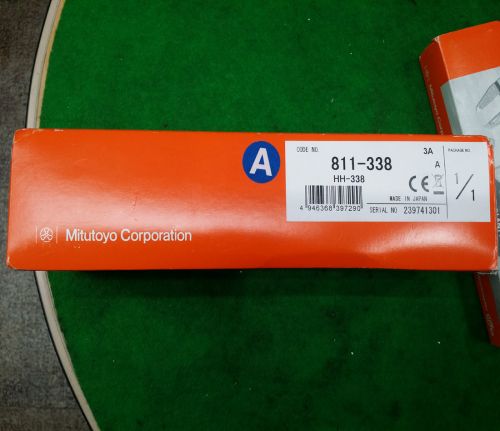 A
CODE NO.
3A
PACKAGE NO.
811-338
A
HH-338
CE
1/1
MADE IN JAPAN
4 946368 397290
SERIAL NO 239741301
Mitutoyo Corporation